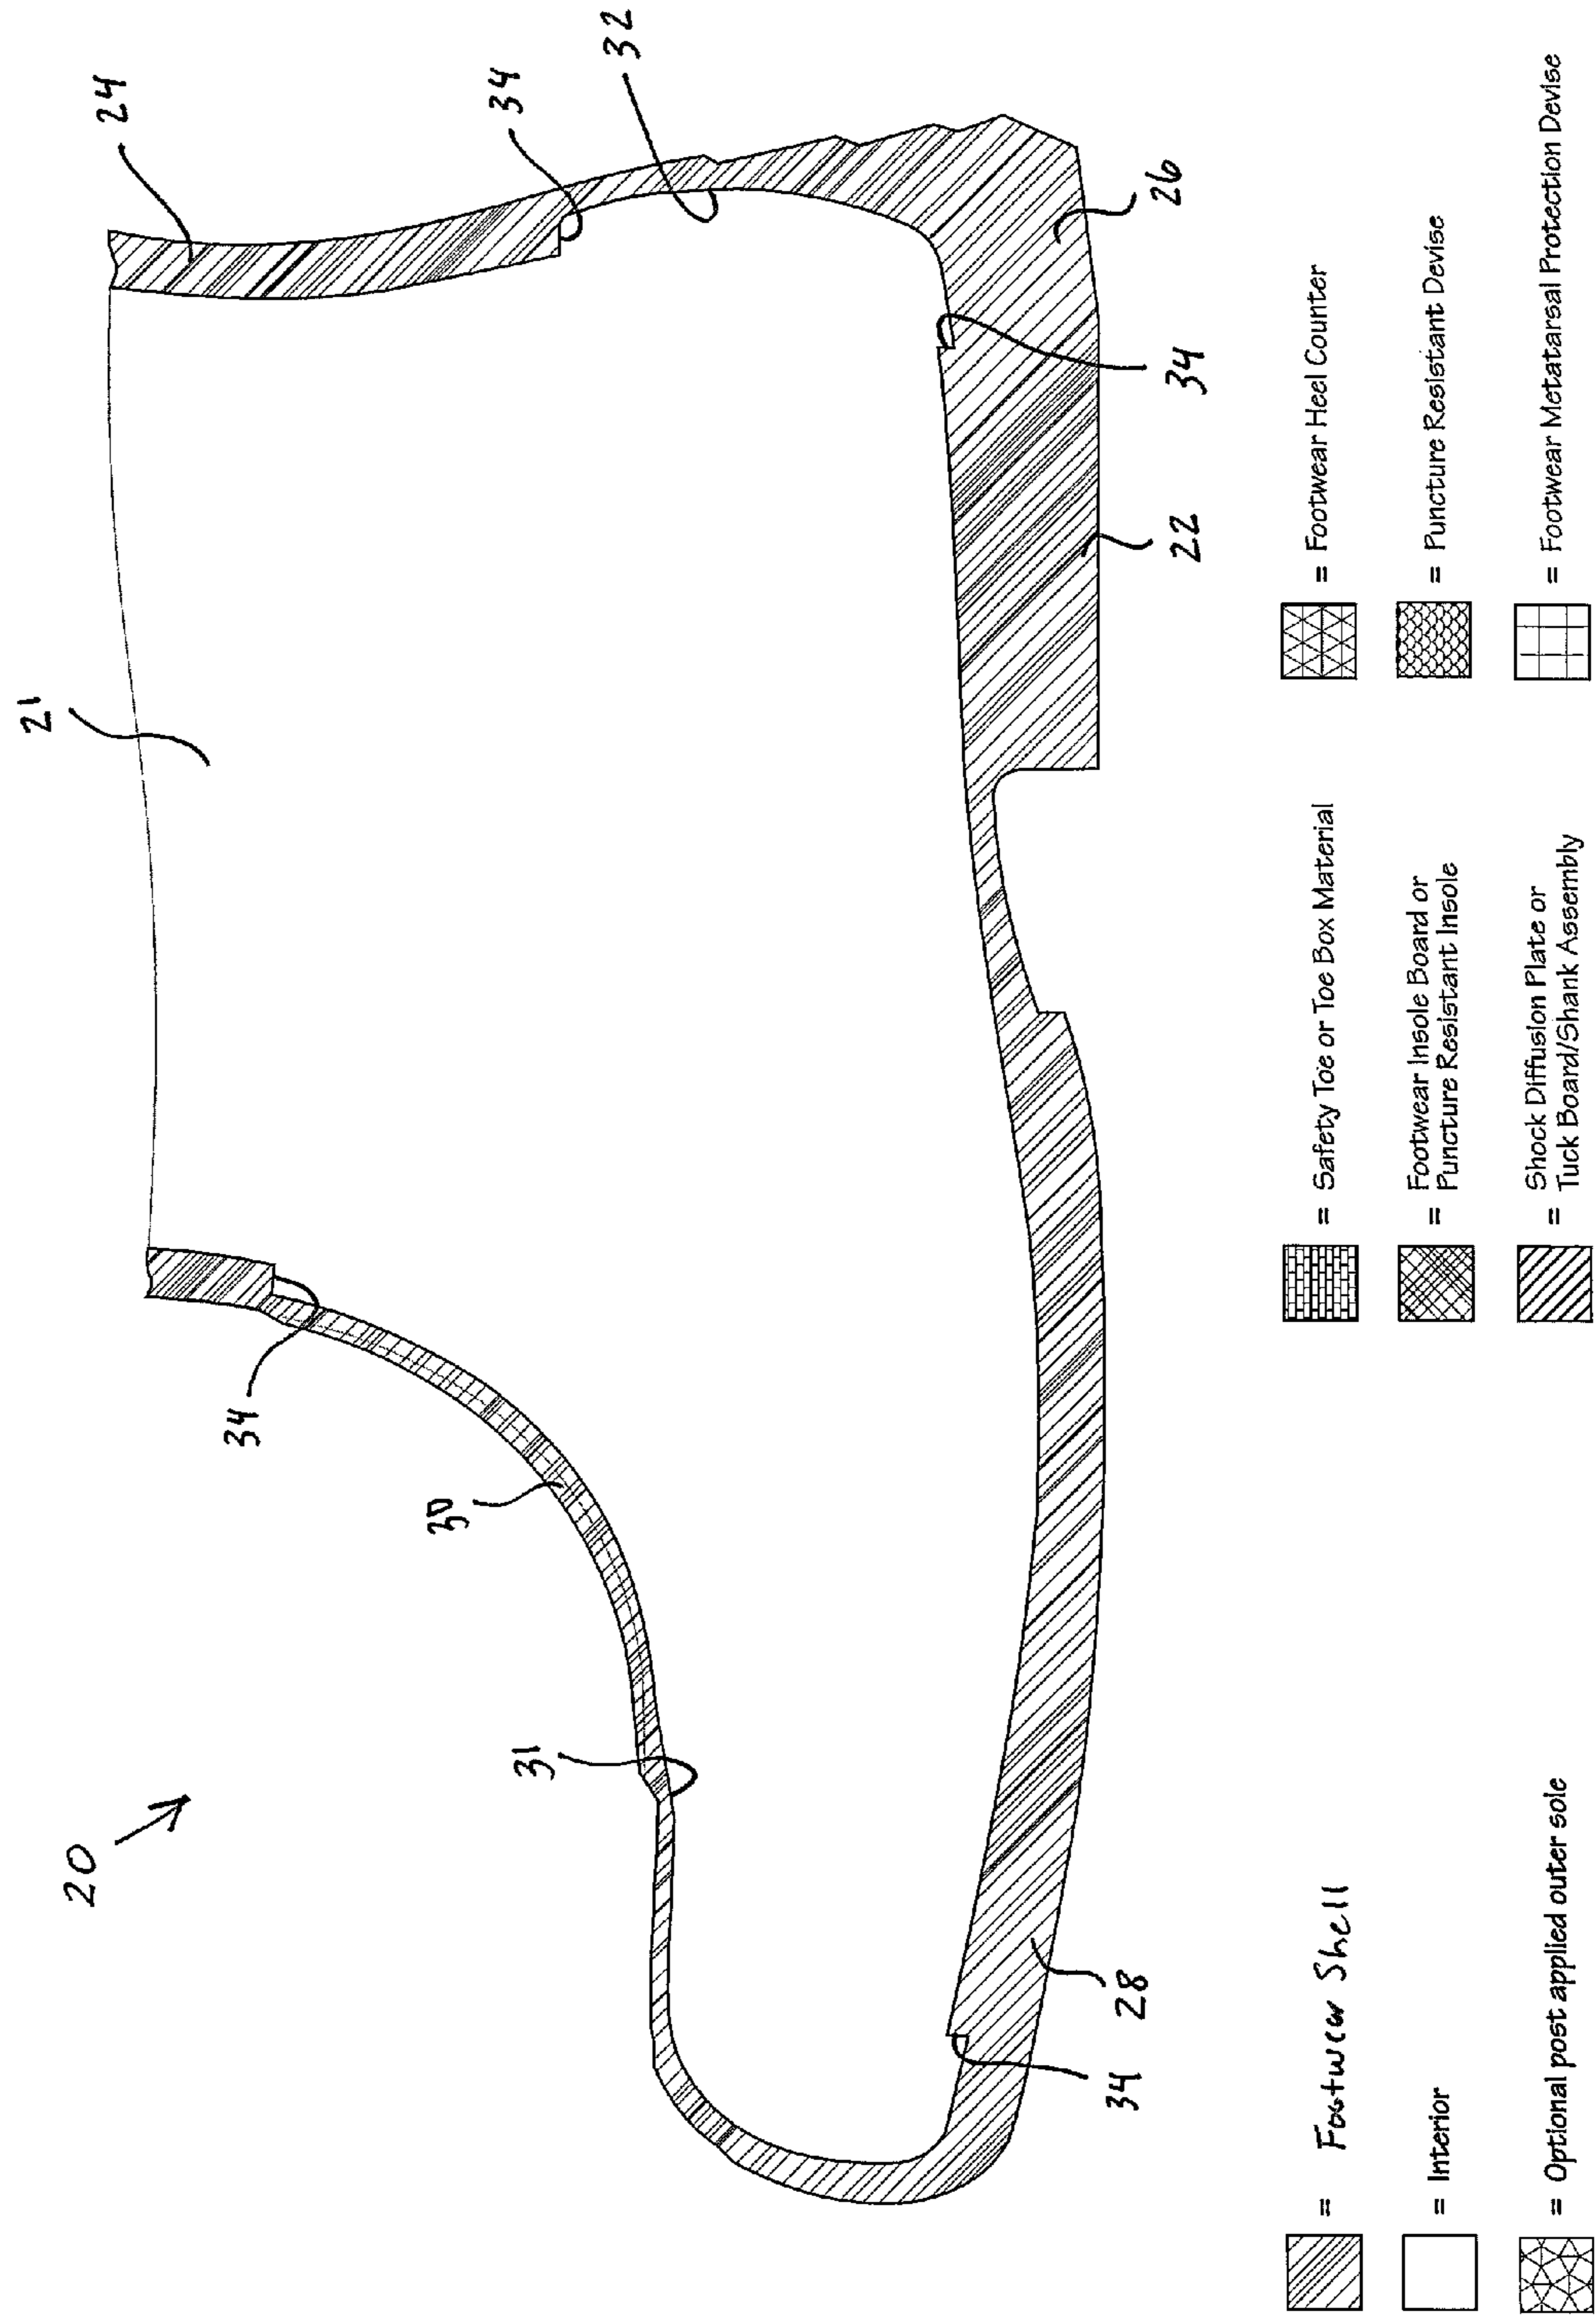 20
21
24
34
32
34
30
31
34
26
22
34
28
34
= Footwear Shell
= Interior
= Optional post applied outer sole
= Safety Toe or Toe Box Material
= Footwear Insole Board or
Puncture Resistant Insole
= Shock Diffusion Plate or
Tuck Board/Shank Assembly
= Footwear Heel Counter
= Puncture Resistant Devise
= Footwear Metatarsal Protection Devise